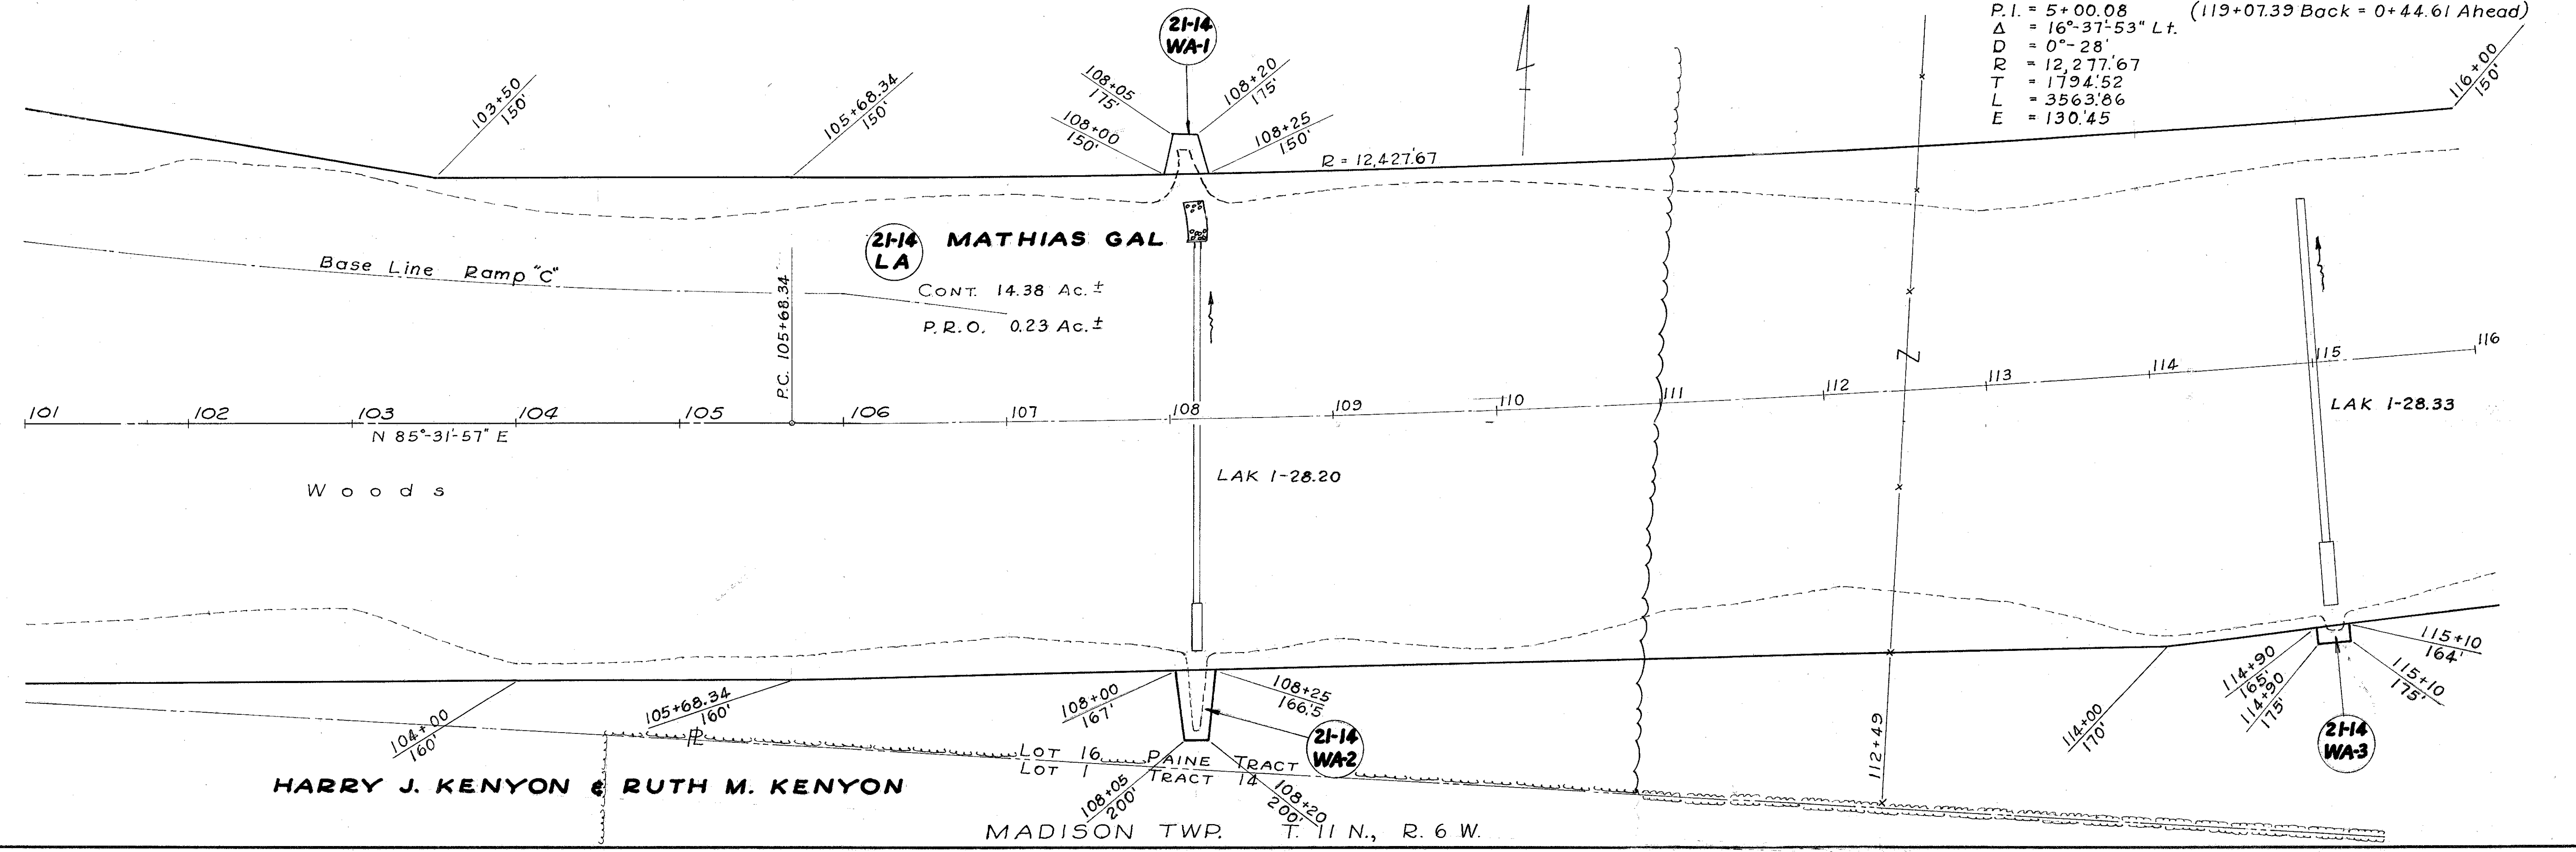 P.I. = 5+00.08 (119+07.39 Back = 0+44.61 Ahead)
Δ = 16°-37'-53" Lt.
D = 0°-28'
R = 12,277.'67
T = 1794.'52
L = 3563.'86
E = 130.'45
21-14
WA-1
103+50
150'
105+68.34
150'
108+05
175'
108+20
175'
108+00
150'
108+25
150'
116+00
150'
R = 12,427.'67
21-14
LA
MATHIAS GAL
CONT. 14.38 Ac.±
P.R.O. 0.23 Ac.±
Base Line Ramp "C"
P.C. 105+68.34
101 102 103 104 105 106 107 108 109 110 111 112 113 114 115 116
N 85°-31'-57" E
LAK 1-28.33
LAK 1-28.20
Woods
104+00
160'
105+68.34
160'
108+00
167'
108+25
166.'5
21-14
WA-2
108+05
200'
108+20
200'
112+49
114+00
170'
114+90
165'
114+90
175'
115+10
164'
115+10
175'
21-14
WA-3
PL
LOT 16 PAINE TRACT
LOT 1 TRACT 14
HARRY J. KENYON & RUTH M. KENYON
MADISON TWP. T. 11 N., R. 6 W.